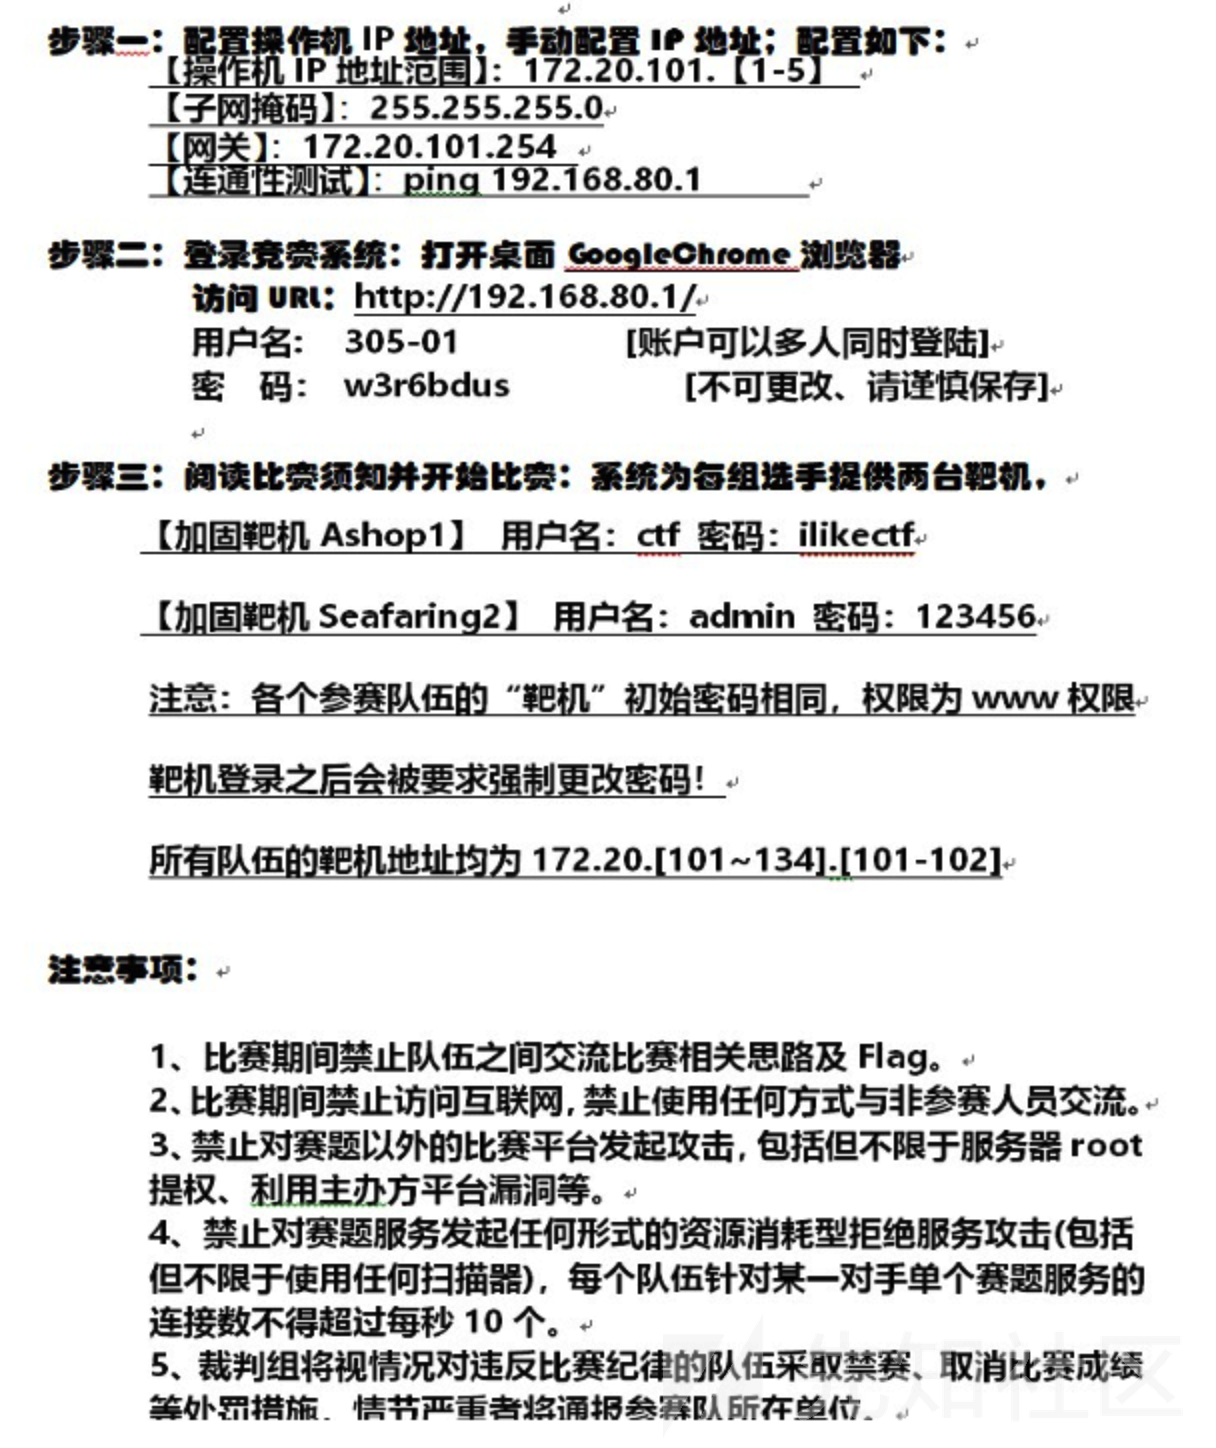 步骤一：配置操作机 IP 地址，手动配置 IP 地址；配置如下：
【操作机 IP 地址范围】：172.20.101.【1-5】
【子网掩码】：255.255.255.0
【网关】：172.20.101.254
【连通性测试】：ping 192.168.80.1
步骤二：登录竞赛系统：打开桌面 GoogleChrome 浏览器
访问 URL：http://192.168.80.1/
用户名： 305-01 [账户可以多人同时登陆]
密 码： w3r6bdus [不可更改、请谨慎保存]
步骤三：阅读比赛须知并开始比赛：系统为每组选手提供两台靶机，
【加固靶机 Ashop1】 用户名：ctf 密码：ilikectf
【加固靶机 Seafaring2】 用户名：admin 密码：123456
注意：各个参赛队伍的“靶机”初始密码相同，权限为 www 权限
靶机登录之后会被要求强制更改密码！
所有队伍的靶机地址均为 172.20.[101~134].[101-102]
注意事项：
1、比赛期间禁止队伍之间交流比赛相关思路及 Flag。
2、比赛期间禁止访问互联网，禁止使用任何方式与非参赛人员交流。
3、禁止对赛题以外的比赛平台发起攻击，包括但不限于服务器 root
提权、利用主办方平台漏洞等。
4、禁止对赛题服务发起任何形式的资源消耗型拒绝服务攻击(包括
但不限于使用任何扫描器)，每个队伍针对某一对手单个赛题服务的
连接数不得超过每秒 10 个。
5、裁判组将视情况对违反比赛纪律的队伍采取禁赛、取消比赛成绩
等处罚措施，情节严重者将通报参赛队所在单位。
先知社区